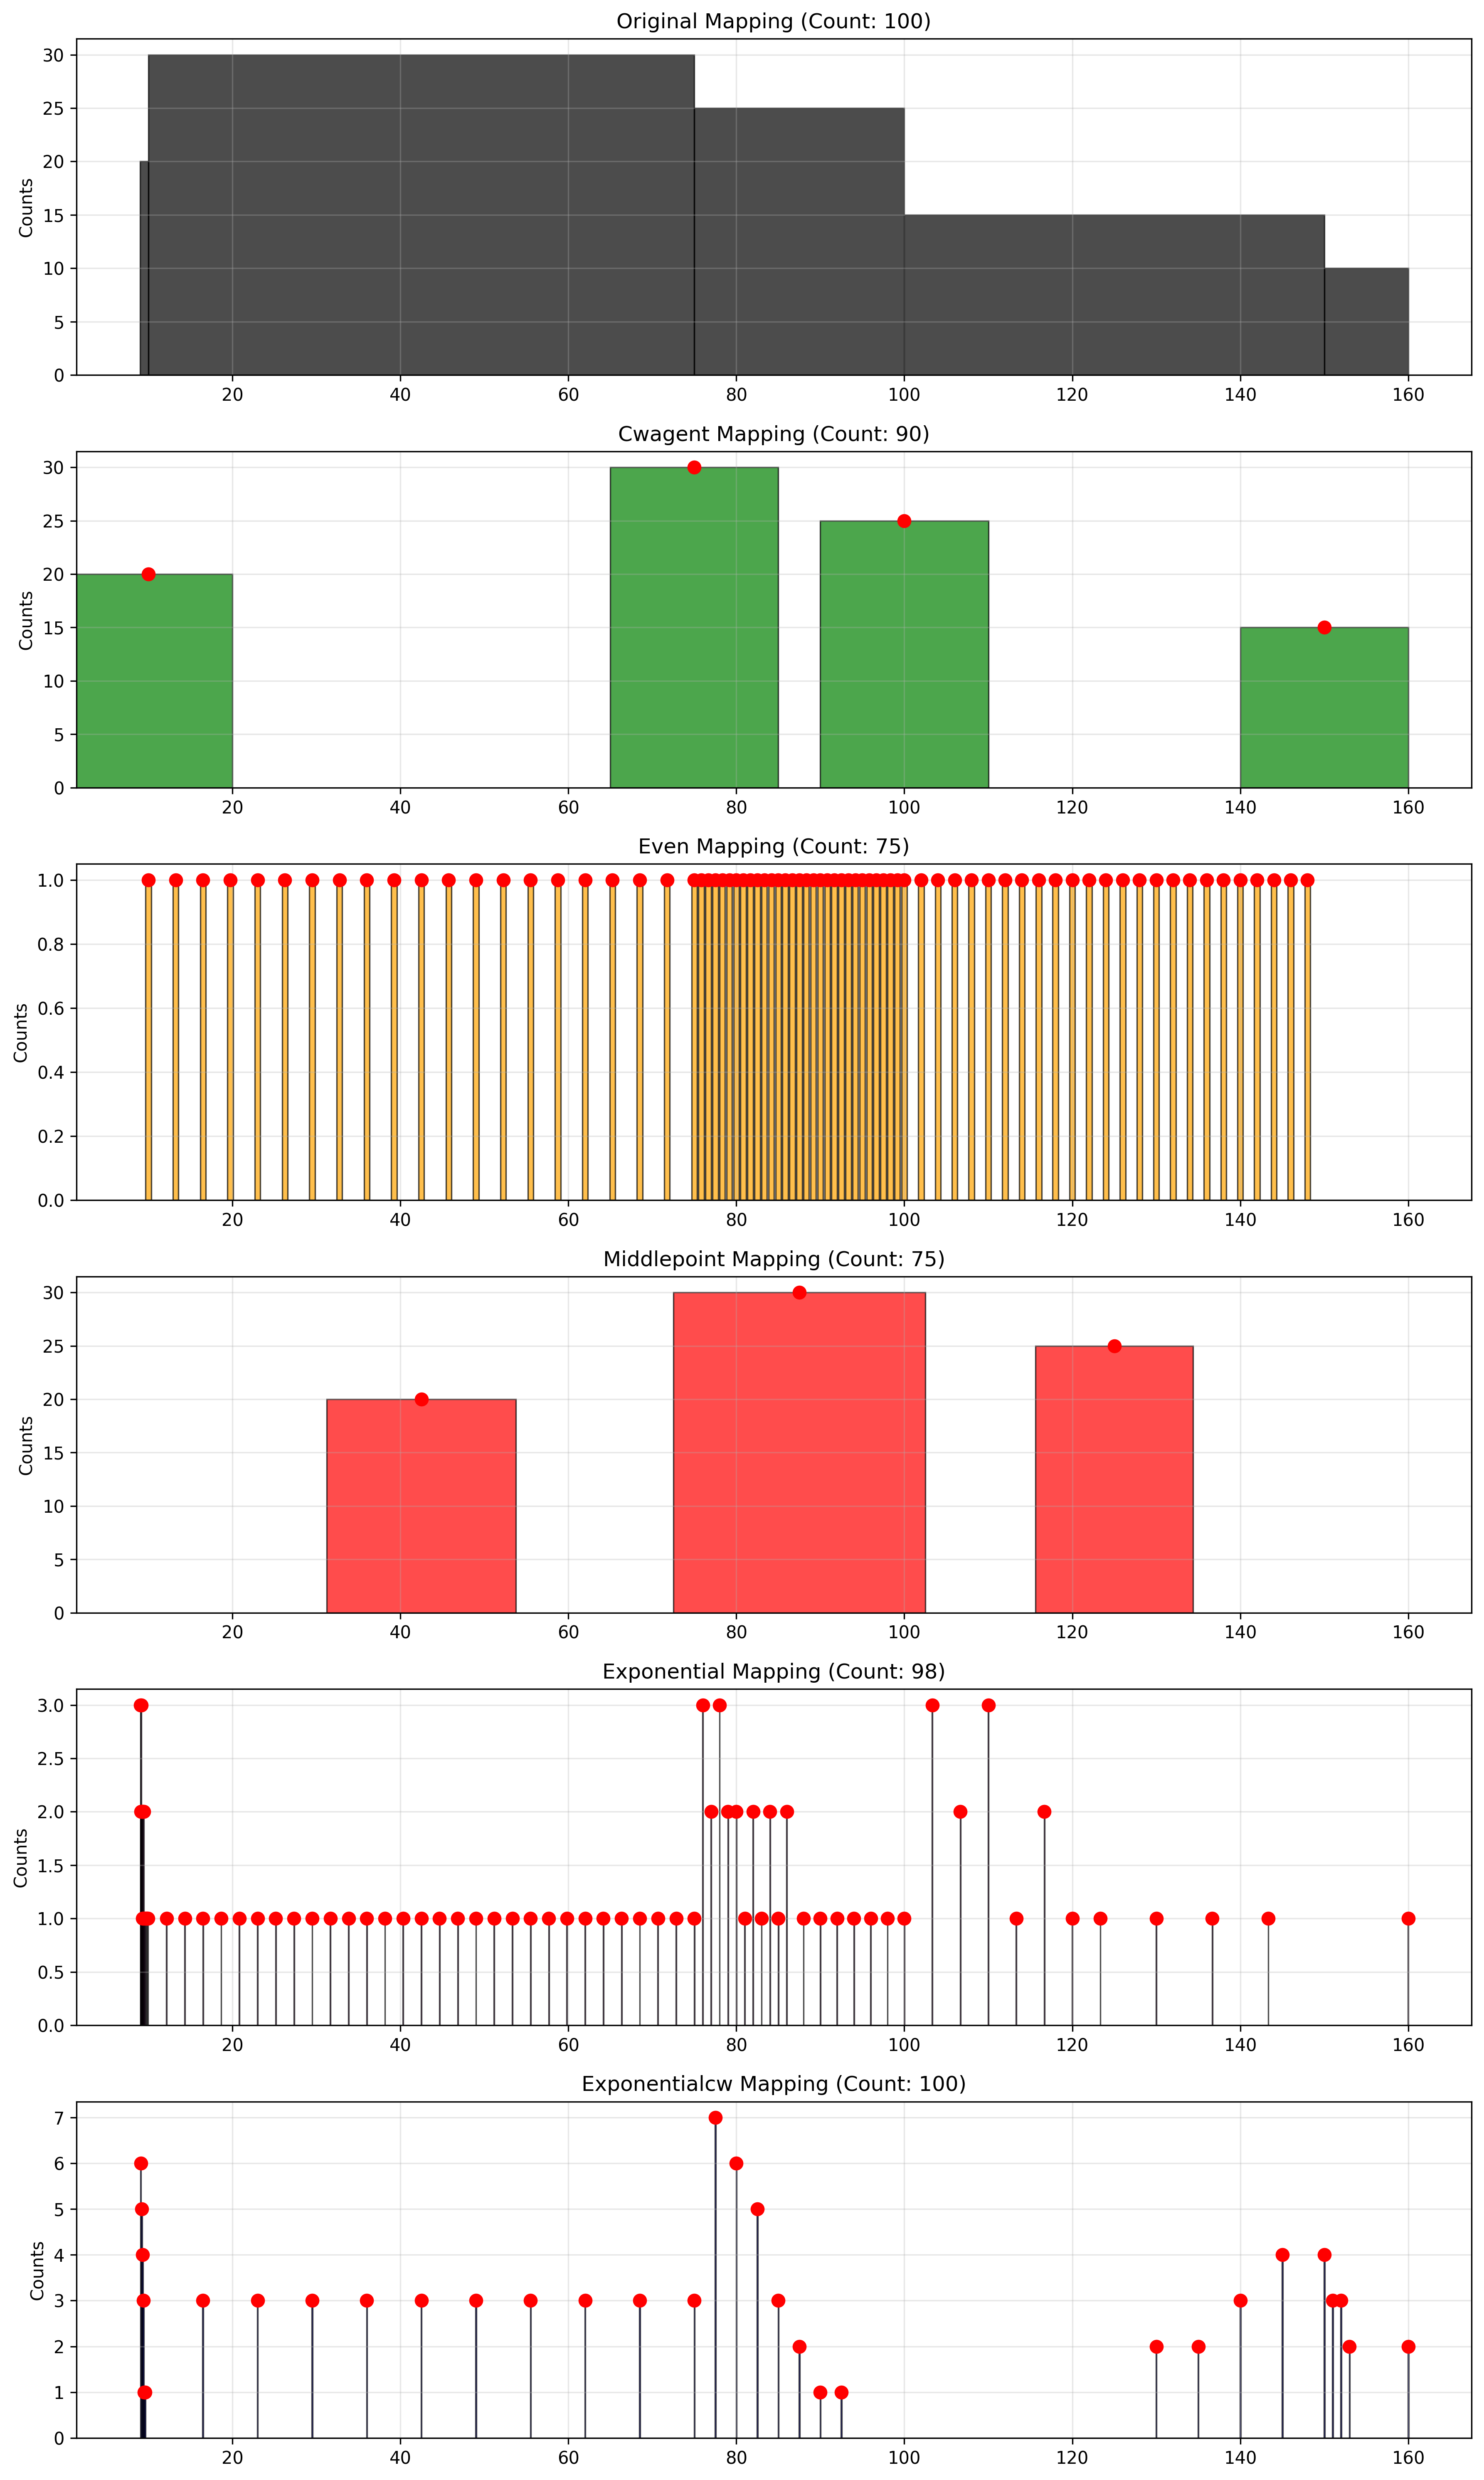 Original Mapping (Count: 100)
30
25
20
15
10
5
0
Counts
20 40 60 80 100 120 140 160
Cwagent Mapping (Count: 90)
30
25
20
15
10
5
0
Counts
20 40 60 80 100 120 140 160
Even Mapping (Count: 75)
1.0
0.8
0.6
0.4
0.2
0.0
Counts
20 40 60 80 100 120 140 160
Middlepoint Mapping (Count: 75)
30
25
20
15
10
5
0
Counts
20 40 60 80 100 120 140 160
Exponential Mapping (Count: 98)
3.0
2.5
2.0
1.5
1.0
0.5
0.0
Counts
20 40 60 80 100 120 140 160
Exponentialcw Mapping (Count: 100)
7
6
5
4
3
2
1
0
Counts
20 40 60 80 100 120 140 160